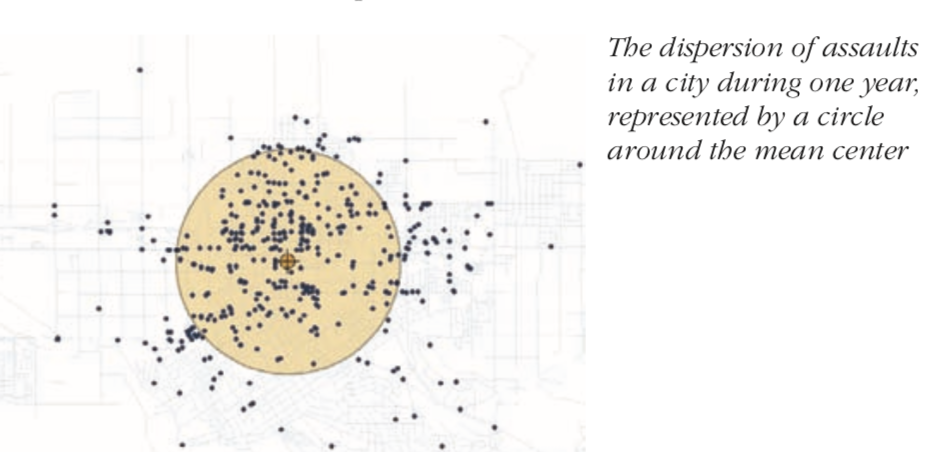 The dispersion of assaults
in a city during one year,
represented by a circle
around the mean center